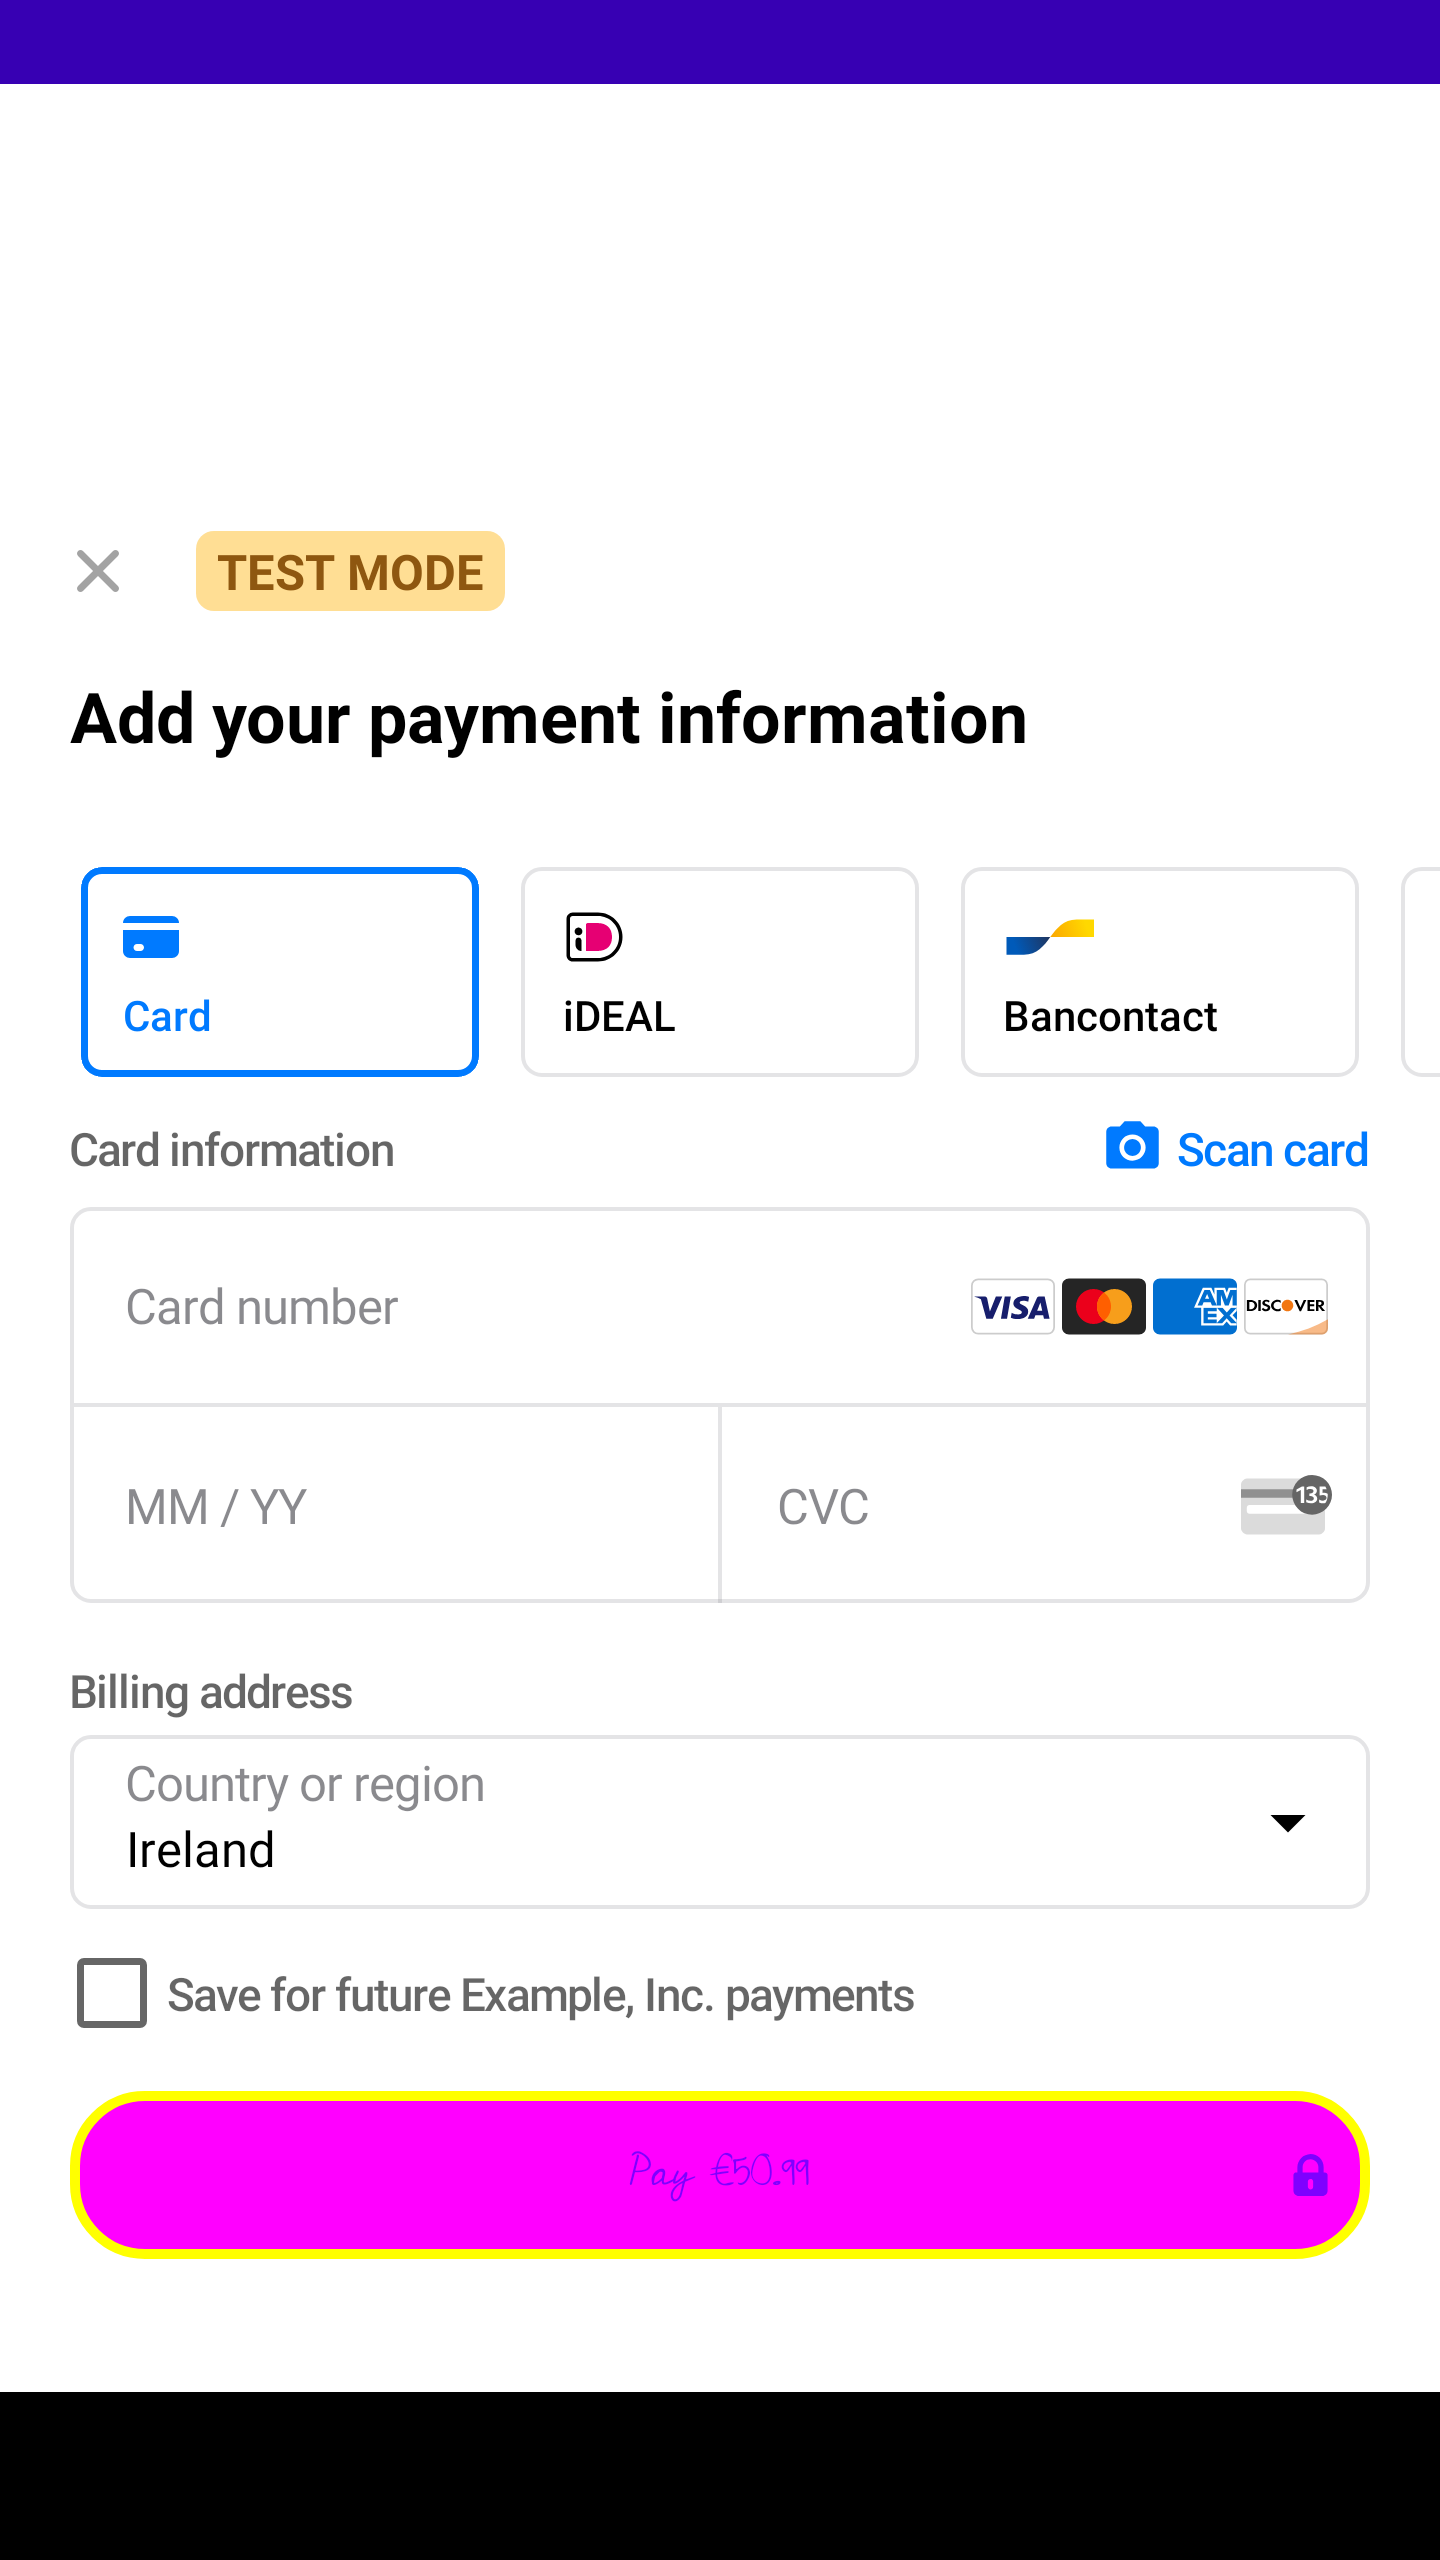 TEST MODE
Add your payment information
Card
iDEAL
Bancontact
Card information
Scan card
Card number
VISA
AM
EX
DISCOVER
MM / YY
CVC
135
Billing address
Country or region
Ireland
Save for future Example, Inc. payments
Pay €50.99